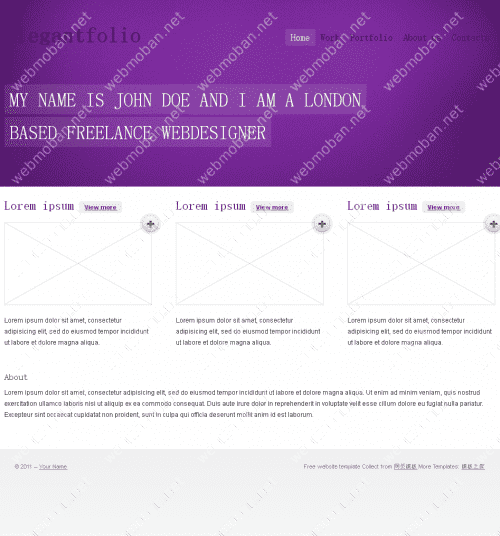 Home Work Portfolio About
MY NAME IS JOHN DOE AND I AM A LONDON
BASED FREELANCE WEBDESIGNER
Lorem ipsum View more
Lorem ipsum dolor sit amet, consectetur
adipisicing elit, sed do eiusmod tempor incididunt
ut labore et dolore magna aliqua.
Lorem ipsum View more
Lorem ipsum dolor sit amet, consectetur
adipisicing elit, sed do eiusmod tempor incididunt
ut labore et dolore magna aliqua.
Lorem ipsum View more
Lorem ipsum dolor sit amet, consectetur
adipisicing elit, sed do eiusmod tempor incididunt
ut labore et dolore magna aliqua.
About
Lorem ipsum dolor sit amet, consectetur adipisicing elit, sed do eiusmod tempor incididunt ut labore et dolore magna aliqua. Ut enim ad minim veniam, quis nostrud
exercitation ullamco laboris nisi ut aliquip ex ea commodo consequat. Duis aute irure dolor in reprehenderit in voluptate velit esse cillum dolore eu fugiat nulla pariatur.
Excepteur sint occaecat cupidatat non proident, sunt in culpa qui officia deserunt mollit anim id est laborum.
© 2011 – Your Name
Free website template Collect from 网页模板 More Templates 模板之家
webmoban.net